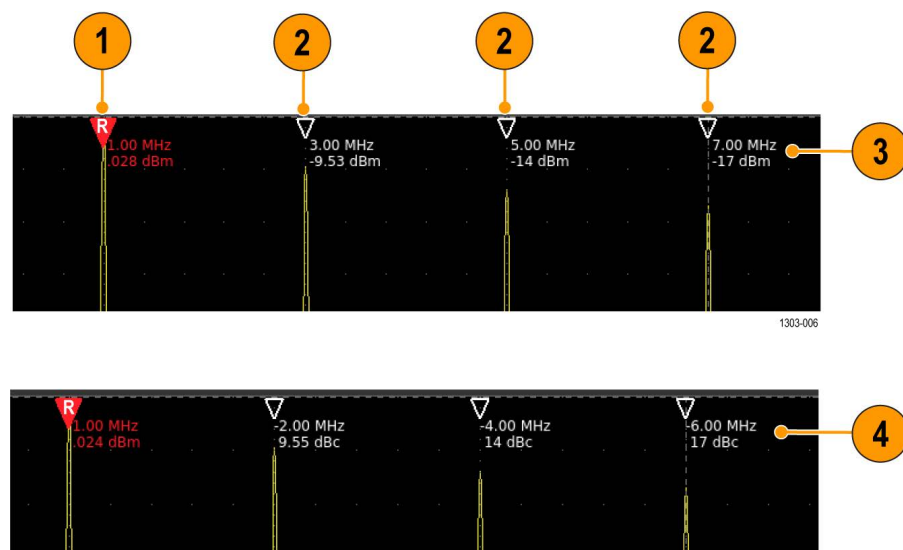 1 2 2 2
R
1.00 MHz 3.00 MHz 5.00 MHz 7.00 MHz
.028 dBm -9.53 dBm -14 dBm -17 dBm
3
1303-006
R
1.00 MHz -2.00 MHz -4.00 MHz -6.00 MHz
.024 dBm 9.55 dBc 14 dBc 17 dBc
4